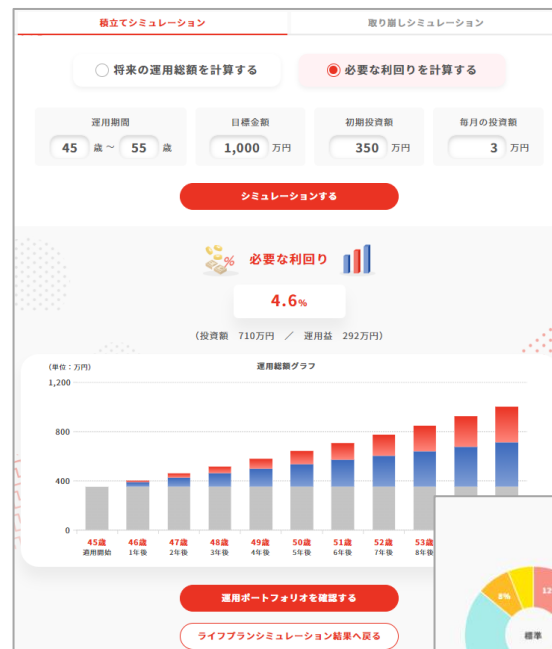 積立てシミュレーション 取り崩しシミュレーション
将来の運用総額を計算する 必要な利回りを計算する
運用期間 目標金額 初期投資額 毎月の投資額
45 歳 ~ 55 歳 1,000 万円 350 万円 3 万円
シミュレーションする
% 必要な利回り
4.6%
(投資額 710万円 / 運用益 292万円)
(単位:万円) 運用総額グラフ
1,200
800
400
0
45歳 46歳 47歳 48歳 49歳 50歳 51歳 52歳 53歳
運用開始 1年後 2年後 3年後 4年後 5年後 6年後 7年後 8年後
運用ポートフォリオを確認する
ライフプランシミュレーション結果へ戻る
8%
標準